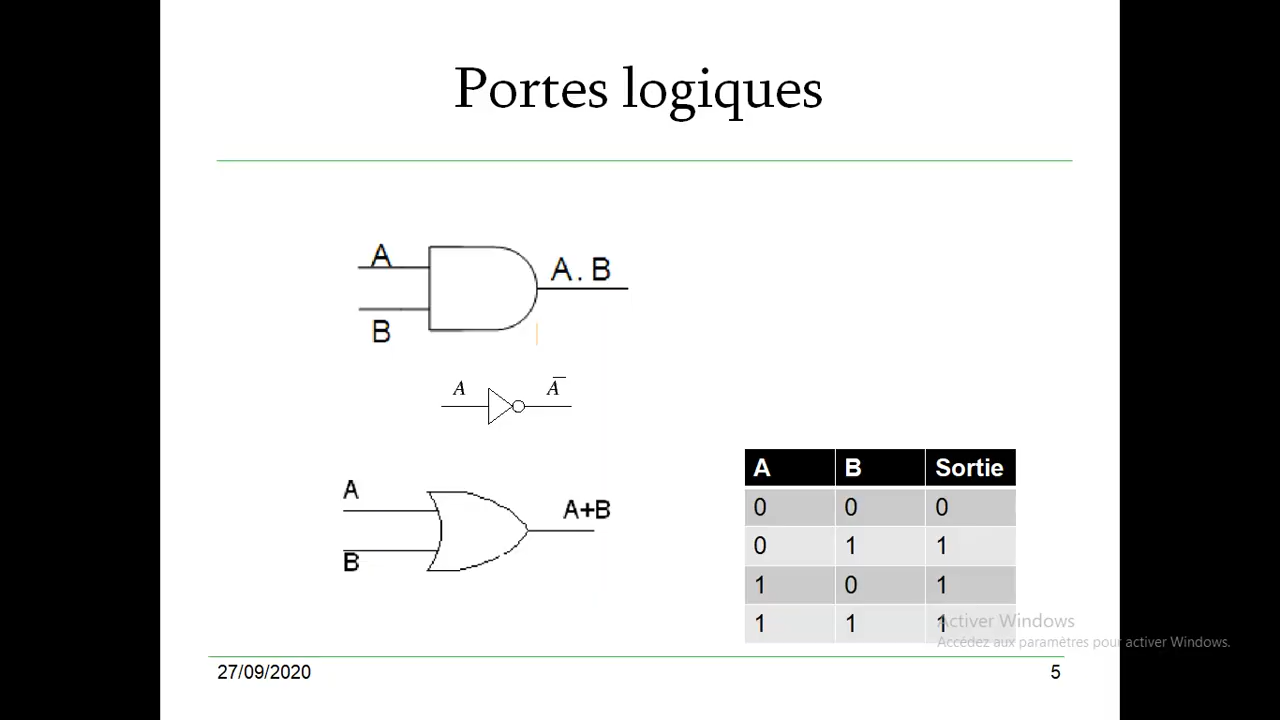 Portes logiques
A
A . B
B
A
A̅
A
A+B
B
A B Sortie
0 0 0
0 1 1
1 0 1
1 1 1
Activer Windows
Accédez aux paramètres pour activer Windows.
27/09/2020
5